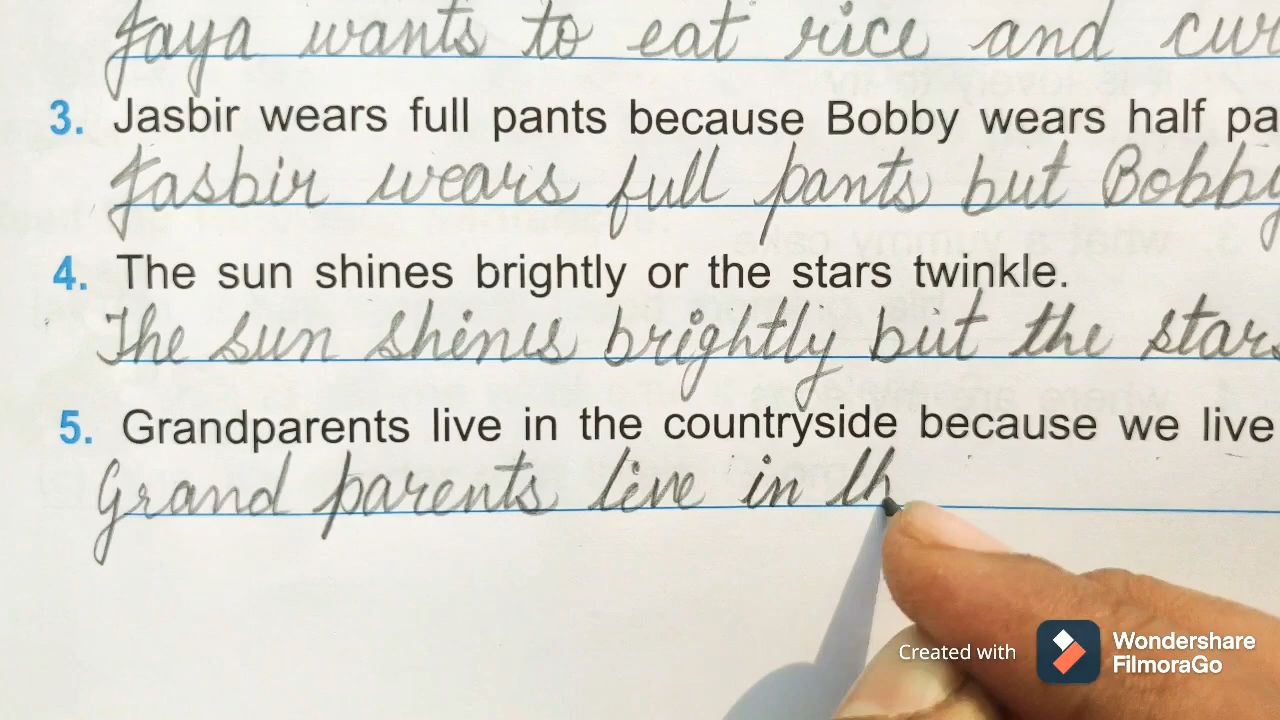 Jaya wants to eat rice and cur
3. Jasbir wears full pants because Bobby wears half pa
Jasbir wears full pants but Bobby
4. The sun shines brightly or the stars twinkle.
The sun shines brightly but the stars
5. Grandparents live in the countryside because we live
Grand parents live in th
Created with Wondershare FilmoraGo